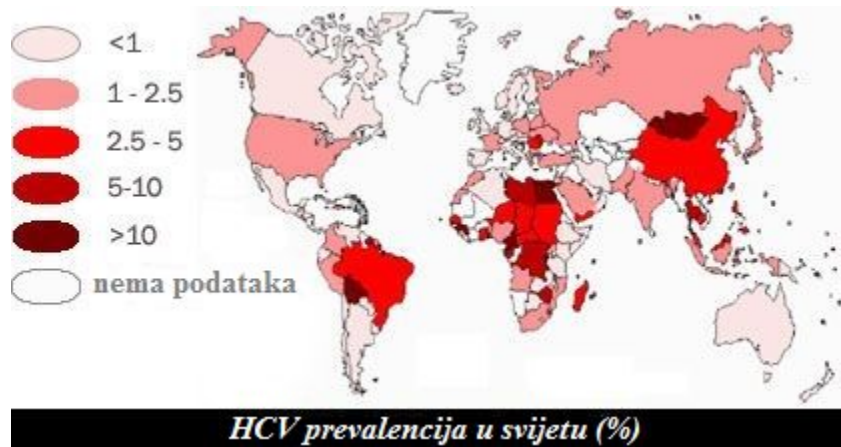 <1
1 - 2.5
2.5 - 5
5-10
>10
nema podataka
HCV prevalencija u svijetu (%)